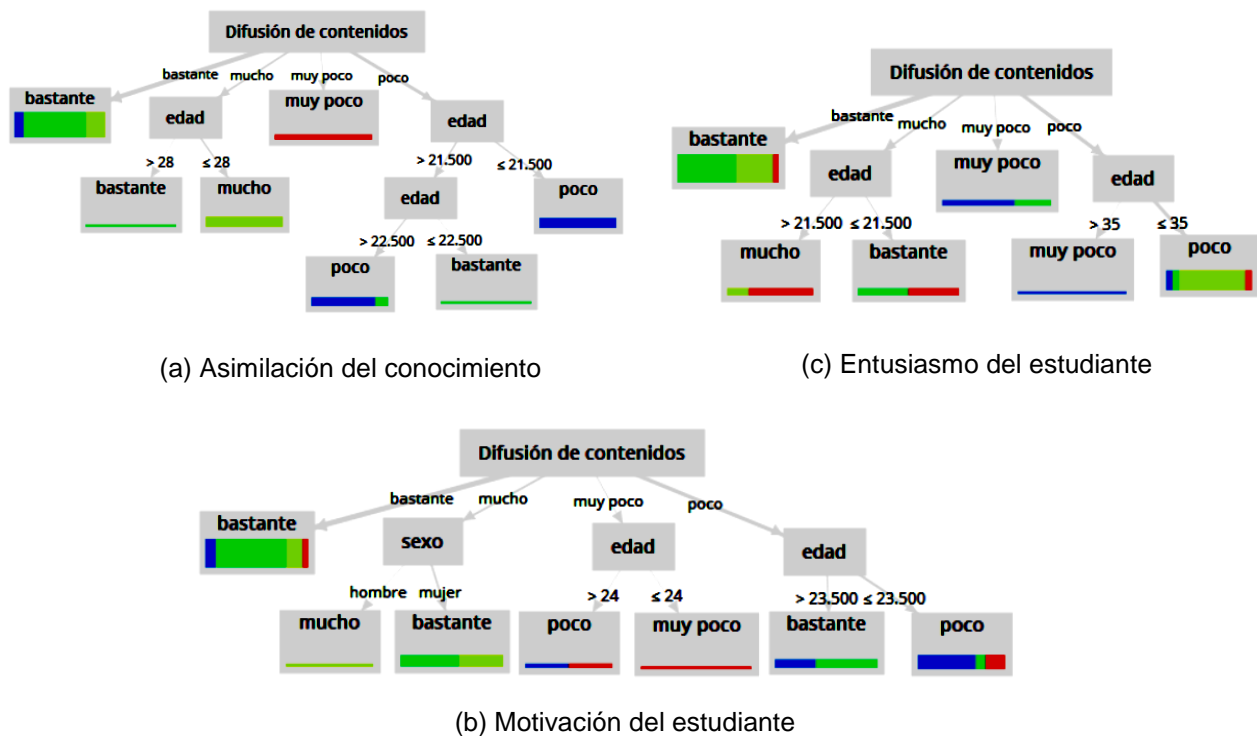 Difusión de contenidos
bastante mucho muy poco poco
bastante
edad
muy poco
edad
> 28 ≤ 28
> 21.500 ≤ 21.500
bastante
mucho
edad
poco
> 22.500 ≤ 22.500
poco
bastante
(a) Asimilación del conocimiento
Difusión de contenidos
bastante mucho muy poco poco
bastante
edad
muy poco
edad
> 21.500 ≤ 21.500
> 35 ≤ 35
mucho
bastante
muy poco
poco
(c) Entusiasmo del estudiante
Difusión de contenidos
bastante mucho muy poco poco
bastante
sexo
edad
edad
hombre mujer
> 24 ≤ 24
> 23.500 ≤ 23.500
mucho
bastante
poco
muy poco
bastante
poco
(b) Motivación del estudiante